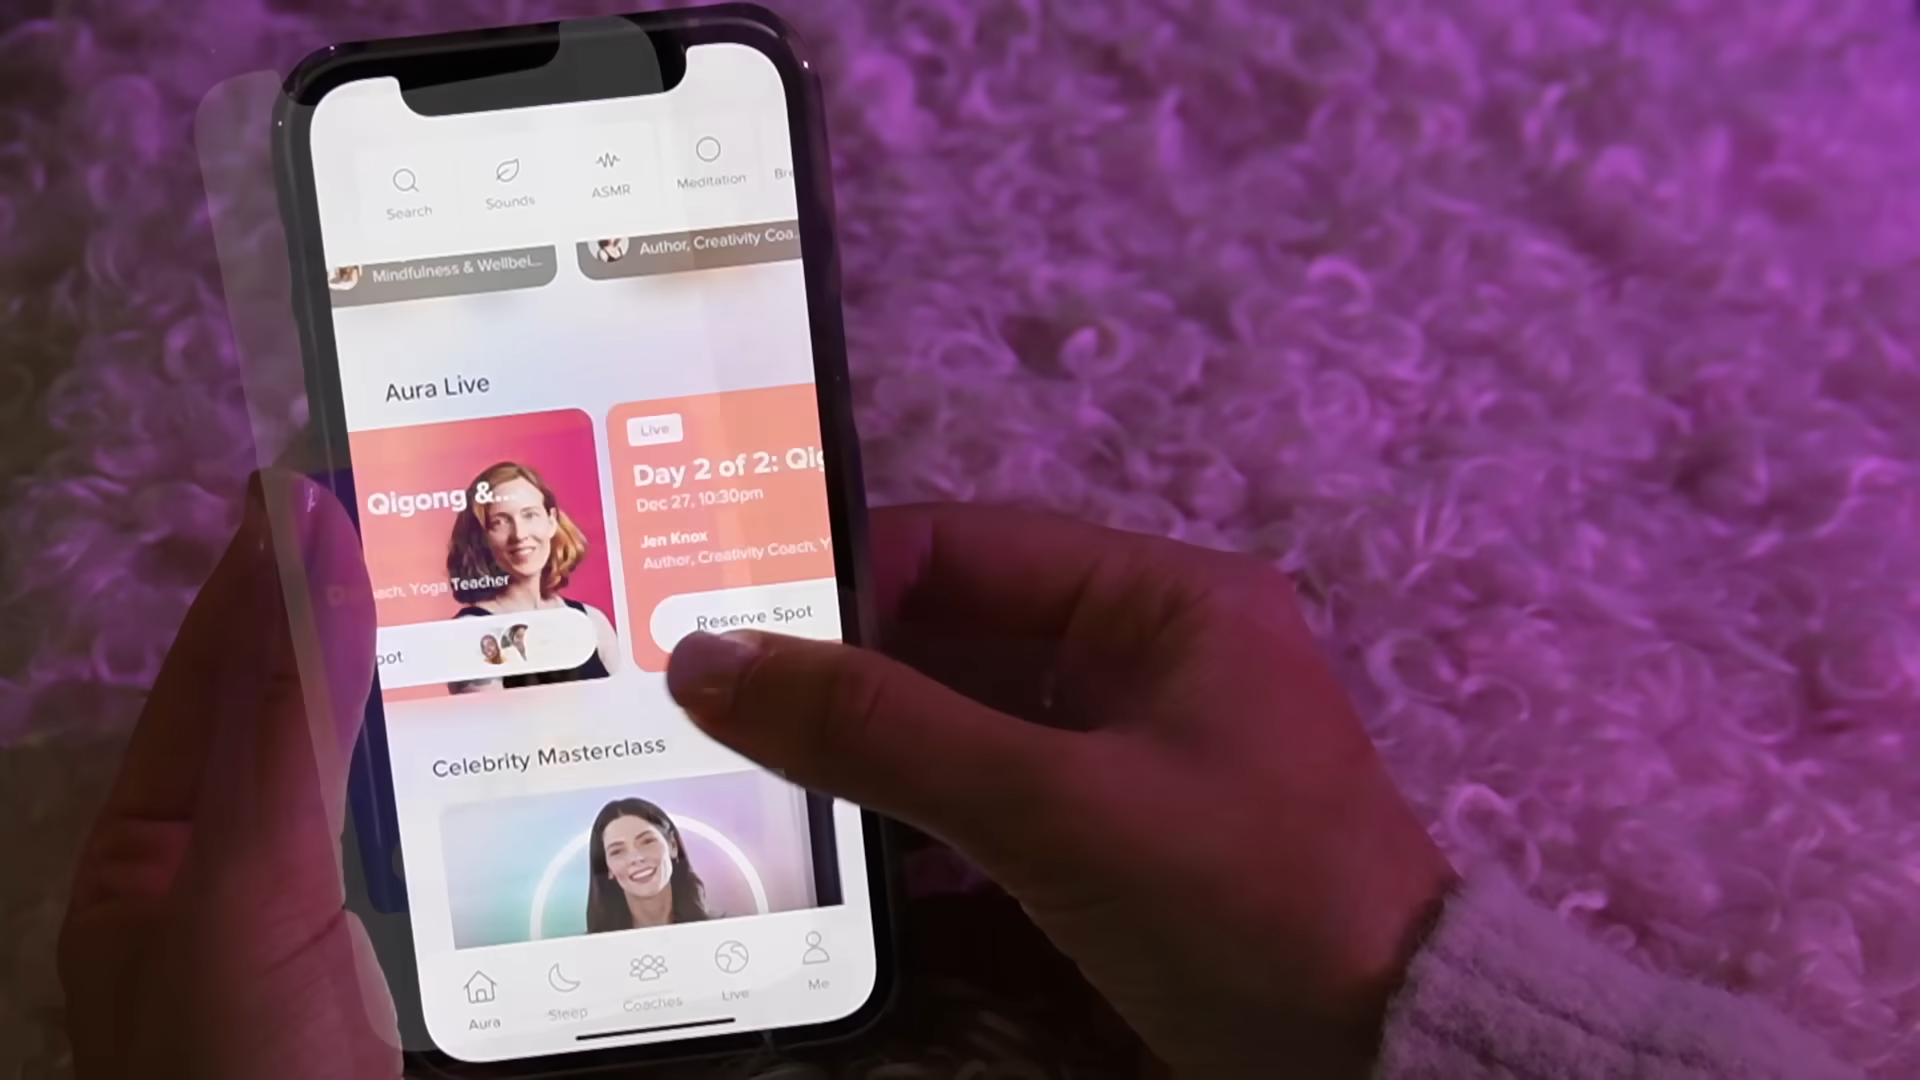 Search
Sounds
ASMR
Meditation
Bre
Mindfulness & Wellbei...
Author, Creativity Coa...
Aura Live
Qigong &...
ach, Yoga Teacher
pot
Live
Day 2 of 2: Qig
Dec 27, 10:30pm
Jen Knox
Author, Creativity Coach, Y
Reserve Spot
Celebrity Masterclass
Aura
Sleep
Coaches
Live
Me